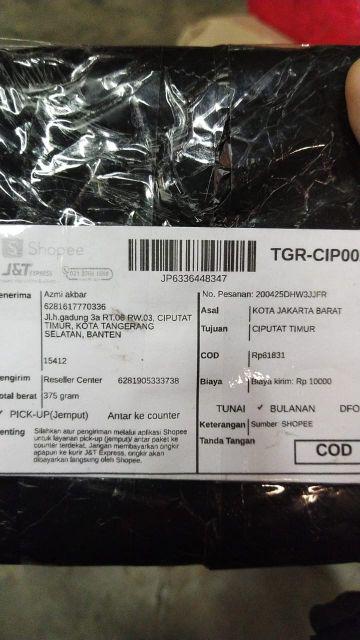 Shopee
TGR-CIP00
J&T EXPRESS
JP6336448347
enerima Azmi akbar
6281617770336
Jl.h.gadung 3a RT.06 RW.03, CIPUTAT
TIMUR, KOTA TANGERANG
SELATAN, BANTEN
15412
engirim Reseller Center 6281905333738
otal berat 375 gram
PICK-UP(Jemput) Antar ke counter
enting Silahkan atur pengiriman melalui aplikasi Shopee
untuk layanan pick-up (jemput)/ antar paket ke
counter terdekat. Jangan membayarkan ongkir
apapun ke kurir J&T Express, ongkir akan
dibayarkan langsung oleh Shopee.
No. Pesanan: 200425DHW3JJFR
Asal KOTA JAKARTA BARAT
Tujuan CIPUTAT TIMUR
COD Rp61831
Biaya Biaya kirim: Rp 10000
TUNAI ✓ BULANAN DFO
Keterangan Sumber SHOPEE
Tanda Tangan
COD